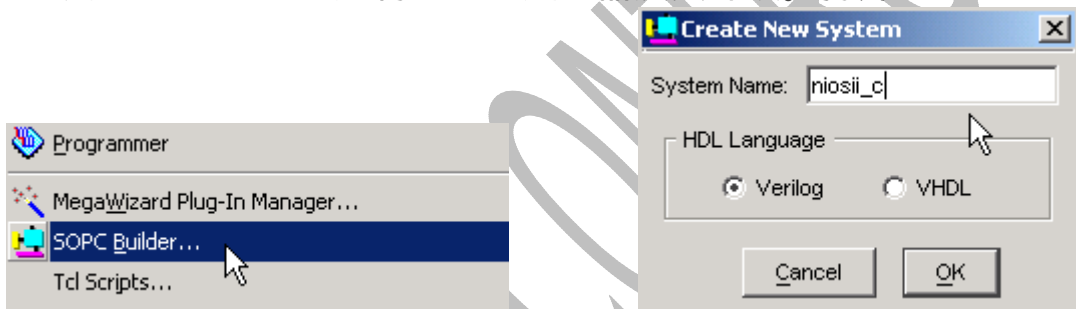 Programmer
MegaWizard Plug-In Manager...
SOPC Builder...
Tcl Scripts...
Create New System
System Name: niosii_c
HDL Language
Verilog VHDL
Cancel OK